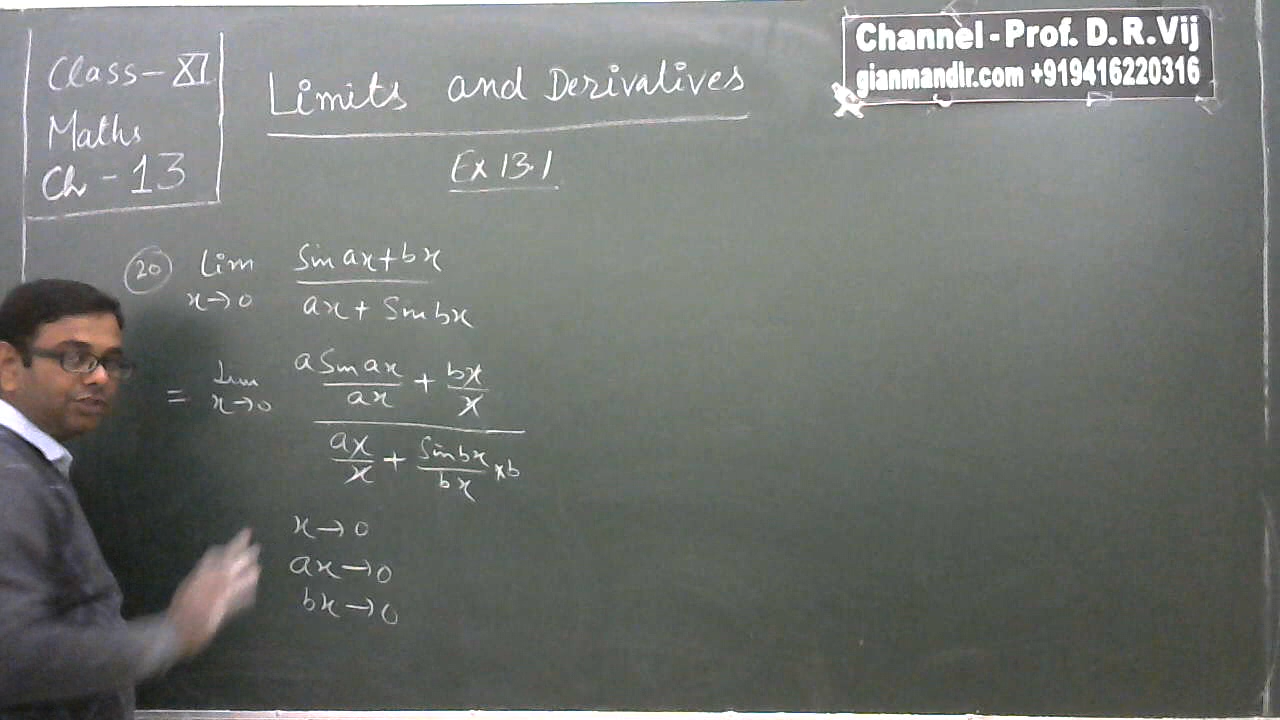 Class-XI
Maths
Ch - 13
Limits and Derivatives
Ex 13.1
Channel - Prof. D. R. Vij
gianmandir.com +919416220316
20 Lim x→0 (Sin ax+bx)/(ax+ Sin bx)
= Lim x→0 (a Sin ax/ax + bx/x)/(ax/x + Sin bx/bx × b)
x→0
ax→0
bx→0